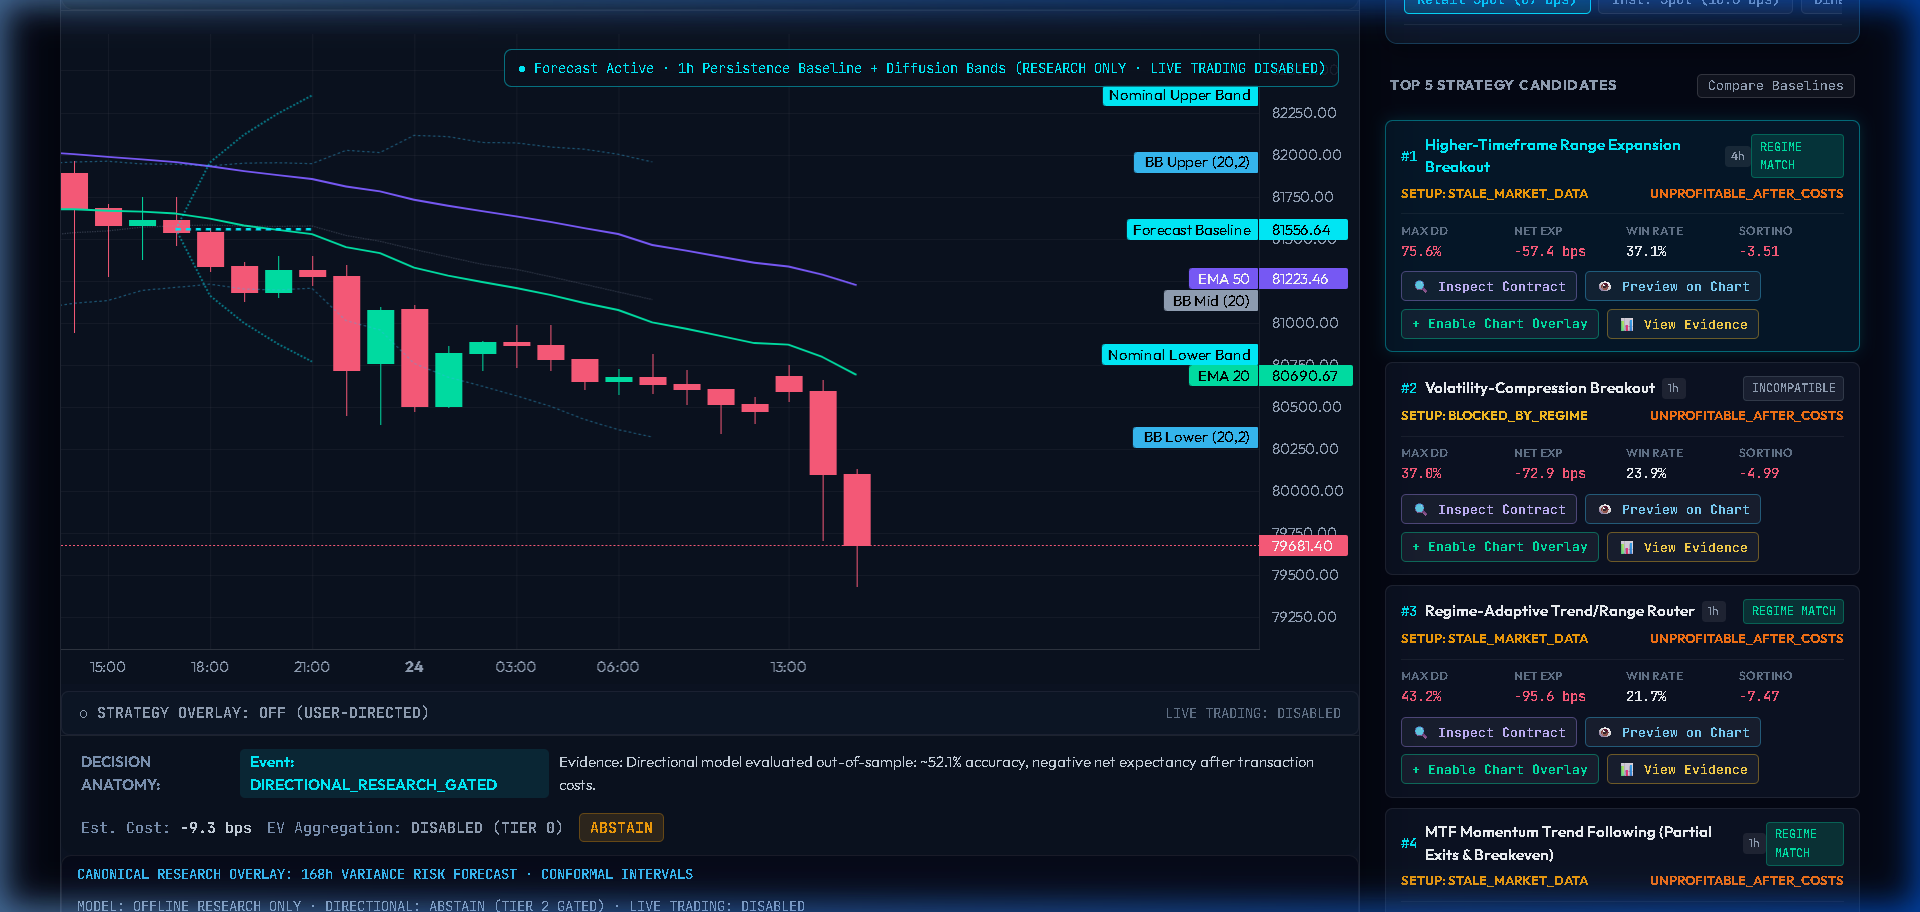 ● Forecast Active · 1h Persistence Baseline + Diffusion Bands (RESEARCH ONLY · LIVE TRADING DISABLED)
Nominal Upper Band
82250.00
BB Upper (20,2)
82000.00
81750.00
Forecast Baseline 81556.64
EMA 50 81223.46
BB Mid (20)
81000.00
Nominal Lower Band
80750.00
EMA 20 80690.67
80500.00
BB Lower (20,2)
80250.00
80000.00
79750.00
79681.40
79500.00
79250.00
15:00 18:00 21:00 24 03:00 06:00 13:00
○ STRATEGY OVERLAY: OFF (USER-DIRECTED)
LIVE TRADING: DISABLED
DECISION
ANATOMY:
Event:
DIRECTIONAL_RESEARCH_GATED
Evidence: Directional model evaluated out-of-sample: ~52.1% accuracy, negative net expectancy after transaction
costs.
Est. Cost: -9.3 bps EV Aggregation: DISABLED (TIER 0) ABSTAIN
CANONICAL RESEARCH OVERLAY: 168h VARIANCE RISK FORECAST · CONFORMAL INTERVALS
MODEL: OFFLINE RESEARCH ONLY · DIRECTIONAL: ABSTAIN (TIER 2 GATED) · LIVE TRADING: DISABLED
TOP 5 STRATEGY CANDIDATES
Compare Baselines
#1 Higher-Timeframe Range Expansion
Breakout
4h
REGIME
MATCH
SETUP: STALE_MARKET_DATA UNPROFITABLE_AFTER_COSTS
MAX DD NET EXP WIN RATE SORTINO
75.6% -57.4 bps 37.1% -3.51
Inspect Contract Preview on Chart
+ Enable Chart Overlay View Evidence
#2 Volatility-Compression Breakout 1h INCOMPATIBLE
SETUP: BLOCKED_BY_REGIME UNPROFITABLE_AFTER_COSTS
MAX DD NET EXP WIN RATE SORTINO
37.0% -72.9 bps 23.9% -4.99
Inspect Contract Preview on Chart
+ Enable Chart Overlay View Evidence
#3 Regime-Adaptive Trend/Range Router 1h REGIME MATCH
SETUP: STALE_MARKET_DATA UNPROFITABLE_AFTER_COSTS
MAX DD NET EXP WIN RATE SORTINO
43.2% -95.6 bps 21.7% -7.47
Inspect Contract Preview on Chart
+ Enable Chart Overlay View Evidence
#4 MTF Momentum Trend Following (Partial
Exits & Breakeven)
1h
REGIME
MATCH
SETUP: STALE_MARKET_DATA UNPROFITABLE_AFTER_COSTS